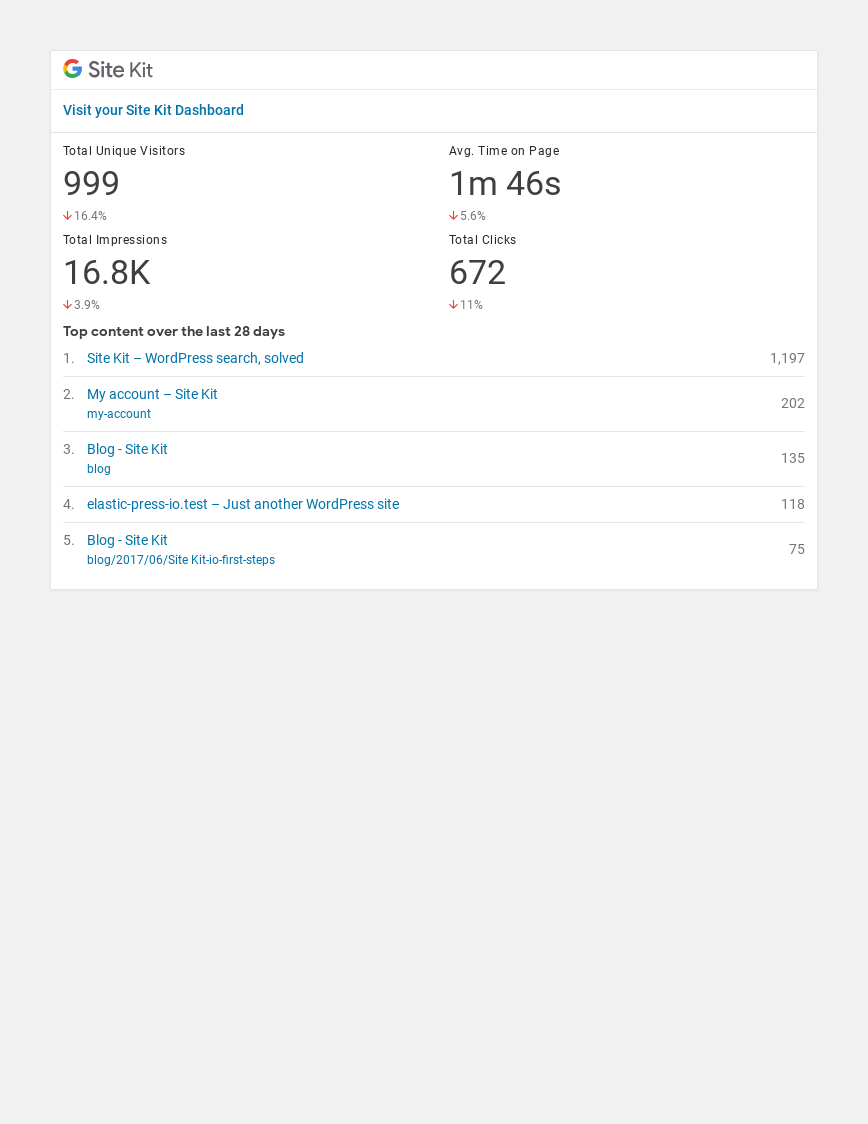 Site Kit
Visit your Site Kit Dashboard
Total Unique Visitors
999
16.4%
Avg. Time on Page
1m 46s
5.6%
Total Impressions
16.8K
3.9%
Total Clicks
672
11%
Top content over the last 28 days
1. Site Kit – WordPress search, solved 1,197
2. My account – Site Kit 202
my-account
3. Blog - Site Kit 135
blog
4. elastic-press-io.test – Just another WordPress site 118
5. Blog - Site Kit 75
blog/2017/06/Site Kit-io-first-steps